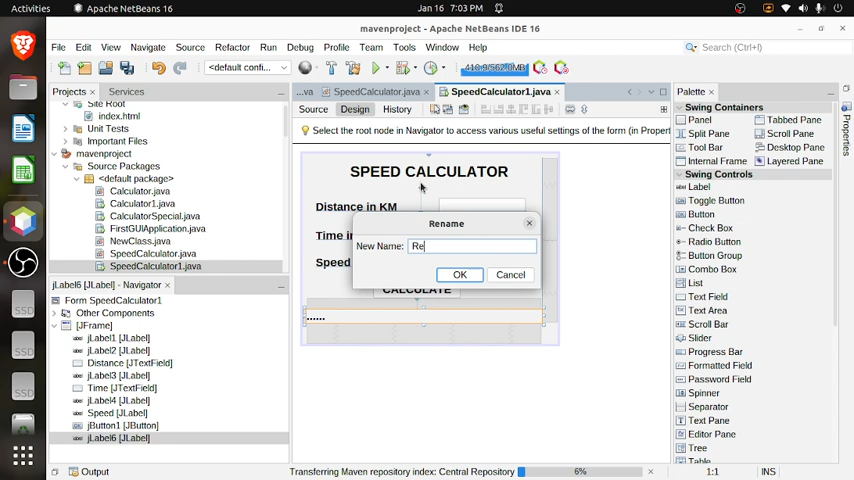 Activities Apache NetBeans IDE 16 Jan 16 7:03 PM
mavenproject - Apache NetBeans IDE 16
File Edit View Navigate Source Refactor Run Debug Profile Team Tools Window Help Search (Ctrl+I)
<default confi... 410.9/562.0MB
Projects Services
Site Root
index.html
Unit Tests
Important Files
mavenproject
Source Packages
<default package>
Calculator.java
Calculator1.java
CalculatorSpecial.java
FirstGUIApplication.java
NewClass.java
SpeedCalculator.java
SpeedCalculator1.java
jLabel6 [JLabel] - Navigator
Form SpeedCalculator1
Other Components
[JFrame]
jLabel1 [JLabel]
jLabel2 [JLabel]
Distance [JTextField]
jLabel3 [JLabel]
Time [JTextField]
jLabel4 [JLabel]
Speed [JLabel]
jButton1 [JButton]
jLabel6 [JLabel]
...va SpeedCalculator.java SpeedCalculator1.java
Source Design History
Select the root node in Navigator to access various useful settings of the form (in Propert
SPEED CALCULATOR
Distance in KM
Time in
Speed
CALCULATE
......
Rename
New Name: Re
OK Cancel
Palette
Swing Containers
Panel Tabbed Pane
Split Pane Scroll Pane
Tool Bar Desktop Pane
Internal Frame Layered Pane
Swing Controls
Label
Toggle Button
Button
Check Box
Radio Button
Button Group
Combo Box
List
Text Field
Text Area
Scroll Bar
Slider
Progress Bar
Formatted Field
Password Field
Spinner
Separator
Text Pane
Editor Pane
Tree
Table
Properties
Output Transferring Maven repository index: Central Repository 6% 1:1 INS